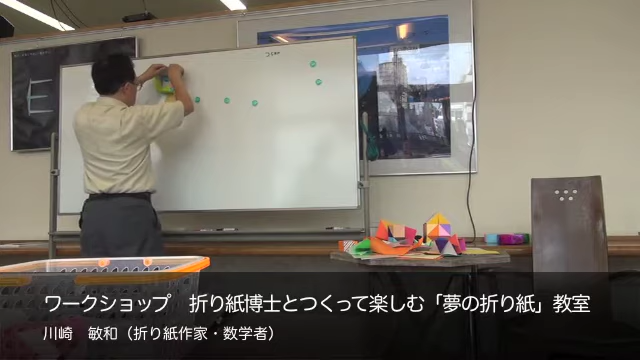 ワークショップ　折り紙博士とつくって楽しむ「夢の折り紙」教室
川崎　敏和（折り紙作家・数学者）